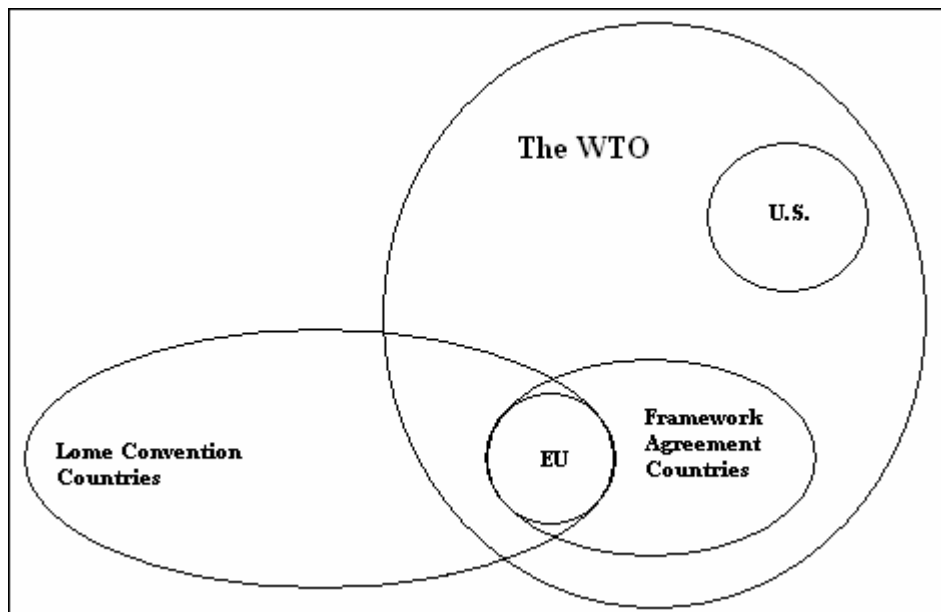 The WTO
U.S.
Lome Convention
Countries
EU
Framework
Agreement
Countries